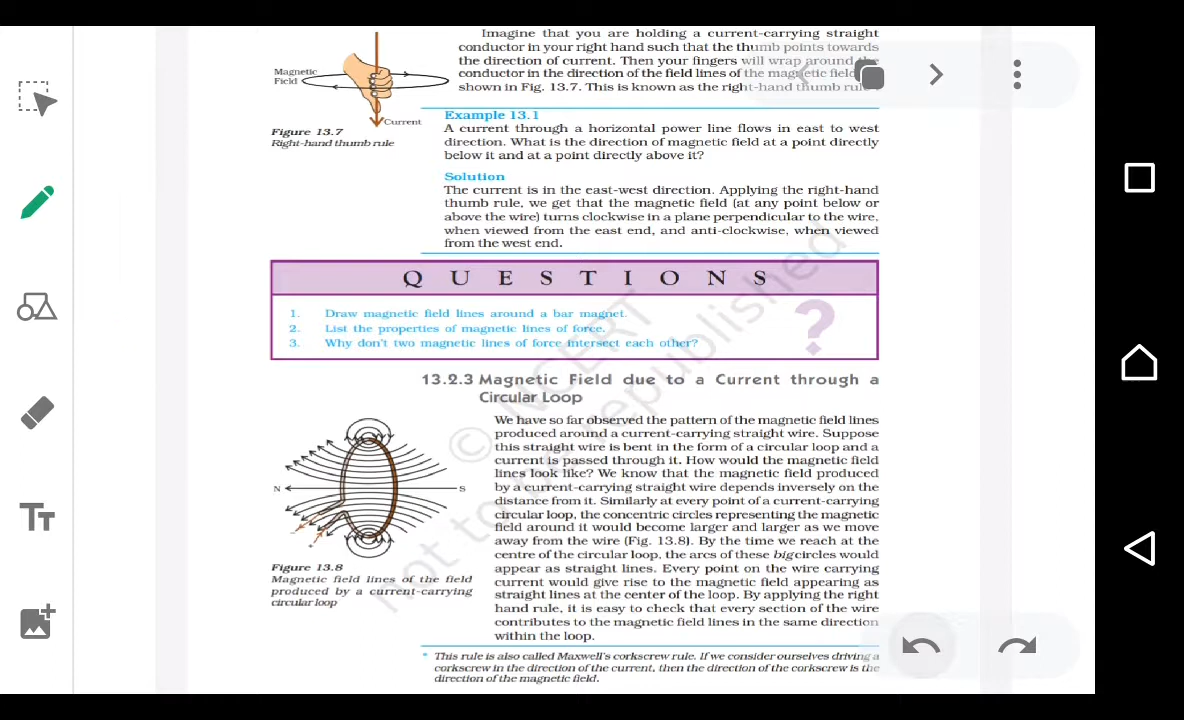 Imagine that you are holding a current-carrying straight
conductor in your right hand such that the thumb points towards
the direction of current. Then your fingers will wrap around the
conductor in the direction of the field lines of the magnetic field
shown in Fig. 13.7. This is known as the right-hand thumb rule
Magnetic
Field
Current
Figure 13.7
Right-hand thumb rule
Example 13.1
A current through a horizontal power line flows in east to west
direction. What is the direction of magnetic field at a point directly
below it and at a point directly above it?
Solution
The current is in the east-west direction. Applying the right-hand
thumb rule, we get that the magnetic field (at any point below or
above the wire) turns clockwise in a plane perpendicular to the wire,
when viewed from the east end, and anti-clockwise, when viewed
from the west end.
Q U E S T I O N S
1. Draw magnetic field lines around a bar magnet.
2. List the properties of magnetic lines of force.
3. Why don't two magnetic lines of force intersect each other?
?
13.2.3 Magnetic Field due to a Current through a
Circular Loop
We have so far observed the pattern of the magnetic field lines
produced around a current-carrying straight wire. Suppose
this straight wire is bent in the form of a circular loop and a
current is passed through it. How would the magnetic field
lines look like? We know that the magnetic field produced
by a current-carrying straight wire depends inversely on the
distance from it. Similarly at every point of a current-carrying
circular loop, the concentric circles representing the magnetic
field around it would become larger and larger as we move
away from the wire (Fig. 13.8). By the time we reach at the
centre of the circular loop, the arcs of these big circles would
appear as straight lines. Every point on the wire carrying
current would give rise to the magnetic field appearing as
straight lines at the center of the loop. By applying the right
hand rule, it is easy to check that every section of the wire
contributes to the magnetic field lines in the same direction
within the loop.
N
S
Figure 13.8
Magnetic field lines of the field
produced by a current-carrying
circular loop
* This rule is also called Maxwell's corkscrew rule. If we consider ourselves driving a
corkscrew in the direction of the current, then the direction of the corkscrew is the
direction of the magnetic field.
© NCERT
not to be republished
TT